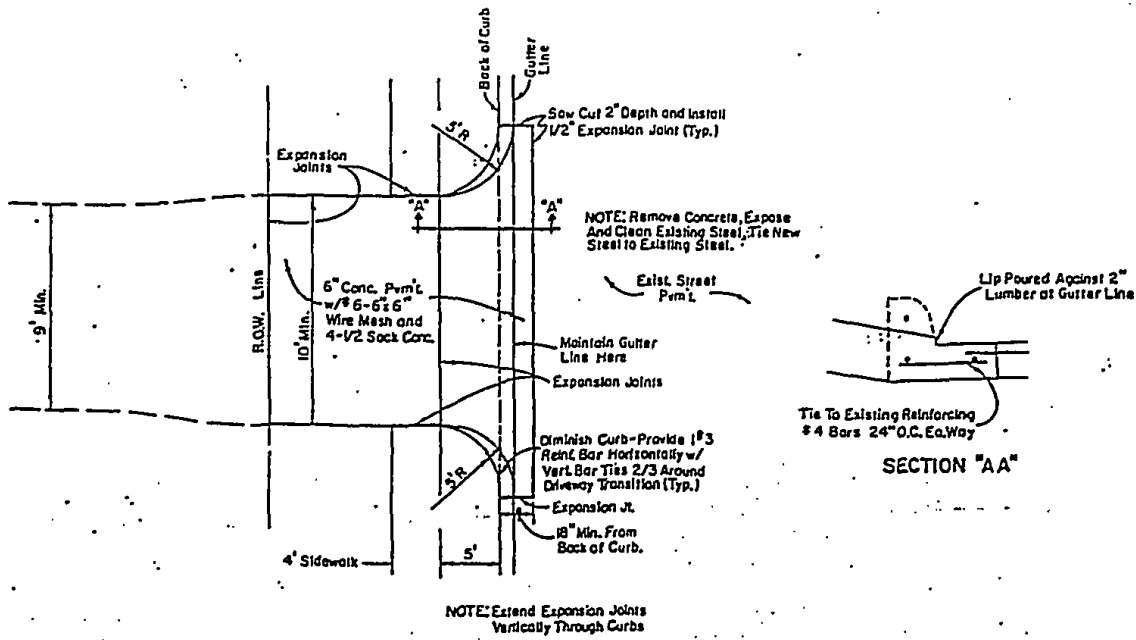 Back of Curb
Gutter
Line
Saw Cut 2" Depth and Install
1/2" Expansion Joint (Typ.)
3'R
Expansion
Joints
"A"
"A"
NOTE: Remove Concrete, Expose
And Clean Existing Steel, Tie New
Steel to Existing Steel.
Exist. Street
Pvm't.
9' Min.
R.O.W. Line
10' Min.
6" Conc. Pvm't.
w/#6-6"x6"
Wire Mesh and
4-1/2 Sack Conc.
Maintain Gutter
Line Here
Expansion Joints
Lip Poured Against 2"
Lumber at Gutter Line
Tie To Existing Reinforcing
#4 Bars 24" O.C. Ea. Way
SECTION "AA"
3'R
Diminish Curb-Provide 1#3
Reinf. Bar Horizontally w/
Vert. Bar Ties 2/3 Around
Driveway Transition (Typ.)
Expansion Jt.
18" Min. From
Back of Curb.
4' Sidewalk
5'
NOTE: Extend Expansion Joints
Vertically Through Curbs